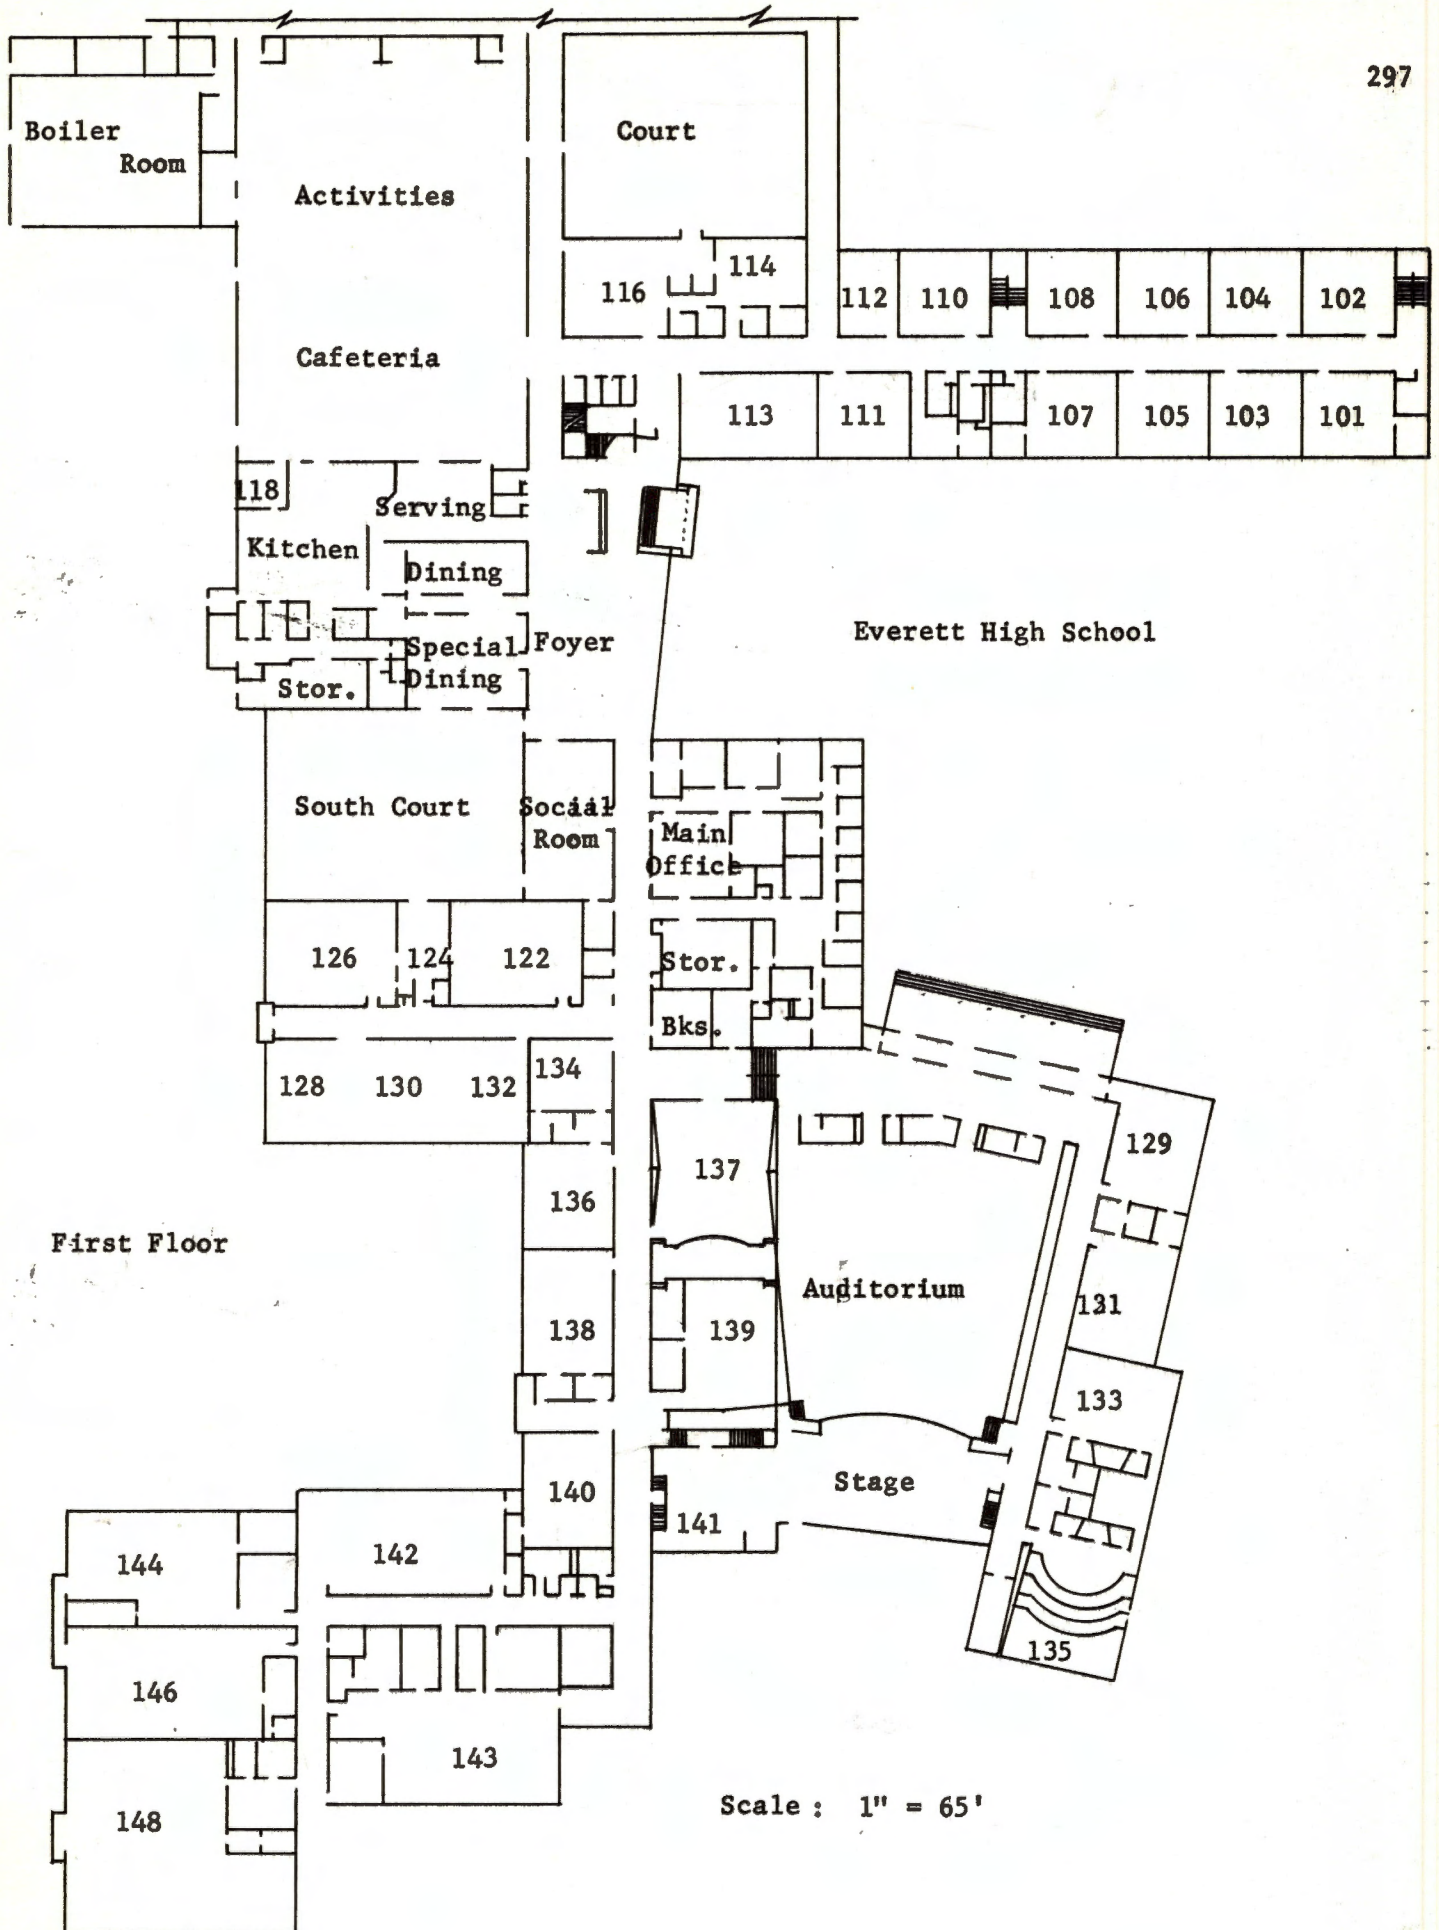 297
Boiler
Room
Court
Activities
114
116
112
110
108
106
104
102
Cafeteria
113
111
107
105
103
101
118
Serving
Kitchen
Dining
Everett High School
Special
Foyer
Dining
Stor.
South Court
Social
Room
Main
Office
126
124
122
Stor.
Bks.
128
130
132
134
129
137
136
First Floor
Auditorium
131
138
139
133
140
Stage
141
144
142
135
146
143
148
Scale: 1" = 65'